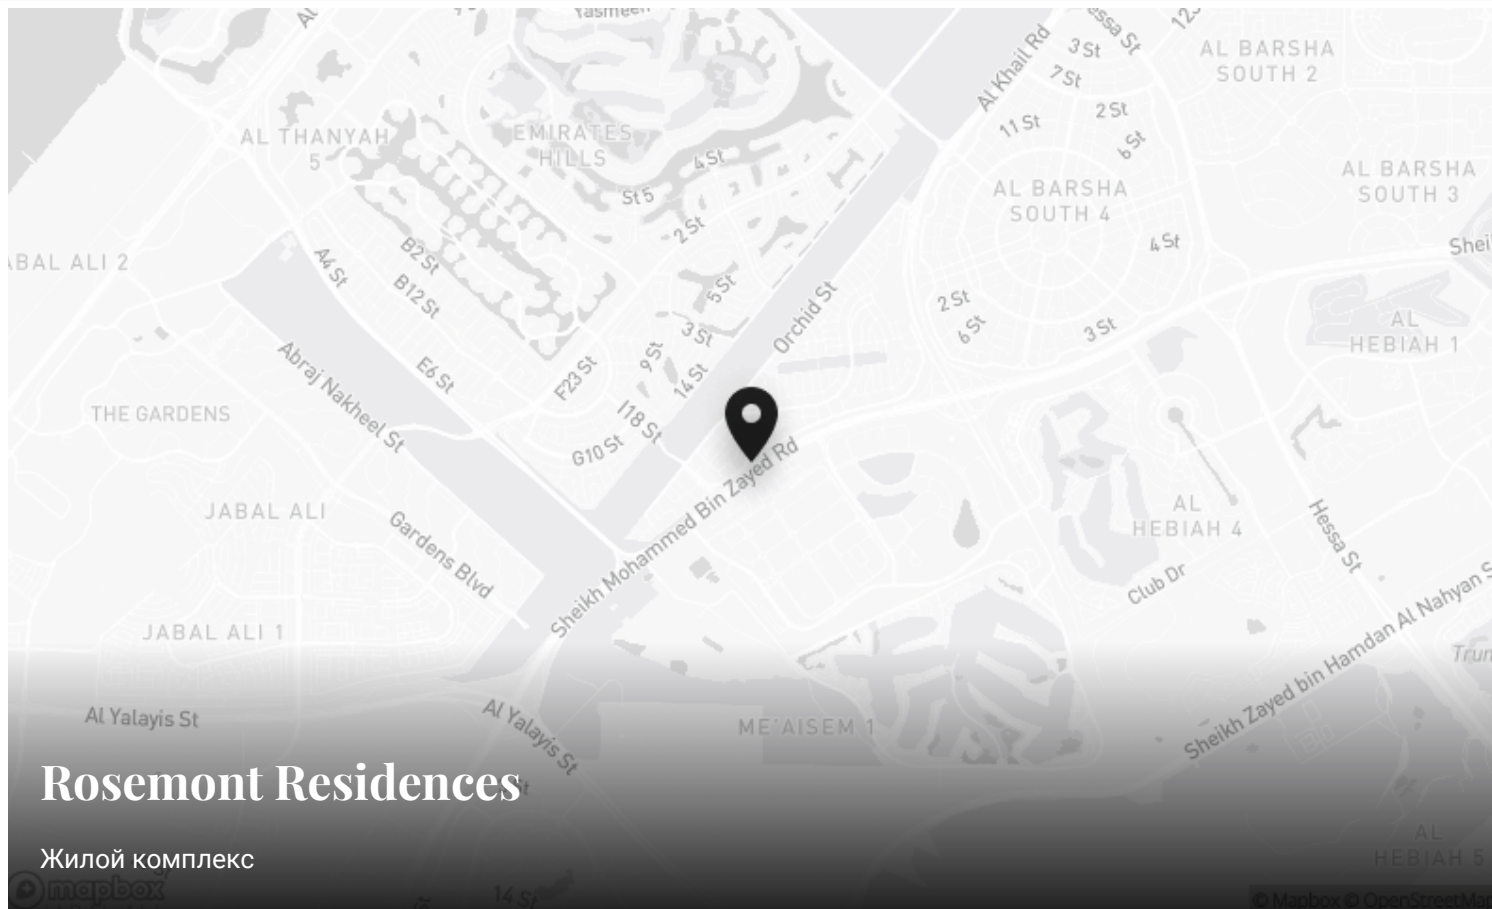 Yasmeen
Hessa St
AL BARSHA
SOUTH 2
3 St
7 St
Al Khail Rd
11 St
2 St
6 St
AL THANYAH
5
EMIRATES
HILLS
4 St
St 5
2 St
AL BARSHA
SOUTH 4
AL BARSHA
SOUTH 3
4 St
ABAL ALI 2
A4 St
B2 St
B12 St
5 St
3 St
Orchid St
2 St
6 St
3 St
AL
HEBIAH 1
Abraj Nakheel St
E6 St
F23 St
9 St
14 St
THE GARDENS
I18 St
G10 St
JABAL ALI
Gardens Blvd
Sheikh Mohammed Bin Zayed Rd
AL
HEBIAH 4
Hessa St
Club Dr
JABAL ALI 1
Sheikh Zayed bin Hamdan Al Nahyan S
Al Yalayis St
Al Yalayis St
ME'AISEM 1
Rosemont Residences
Жилой комплекс
AL
HEBIAH 5
mapbox
14 St
© Mapbox © OpenStreetMap